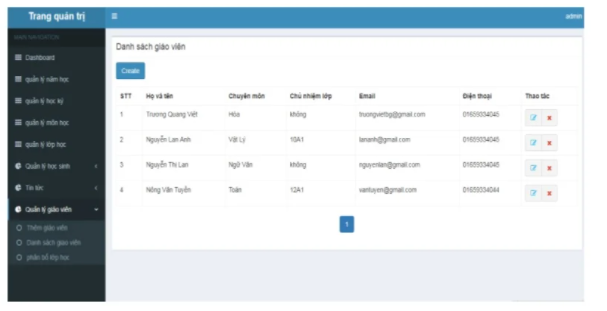 Trang quản trị
admin
MAIN NAVIGATION
Dashboard
quản lý năm học
quản lý học kỳ
quản lý môn học
quản lý lớp học
Quản lý học sinh
Tin tức
Quản lý giáo viên
Thêm giáo viên
Danh sách giáo viên
phân bổ lớp học
Danh sách giáo viên
Create
STT Họ và tên Chuyên môn Chủ nhiệm lớp Email Điện thoại Thao tác
1 Trương Quang Việt Hóa không truongvietbg@gmail.com 01659334045
2 Nguyễn Lan Anh Vật Lý 10A1 lananh@gmail.com 01659334045
3 Nguyễn Thị Lan Ngữ Văn không nguyenlan@gmail.com 01659334045
4 Nông Văn Tuyển Toán 12A1 vantuyen@gmail.com 01659334044
1